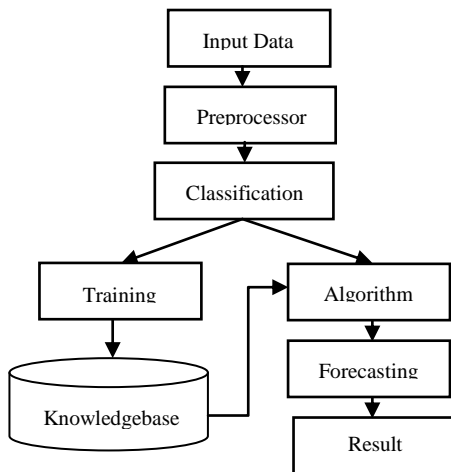 Input Data
Preprocessor
Classification
Training
Algorithm
Forecasting
Knowledgebase
Result